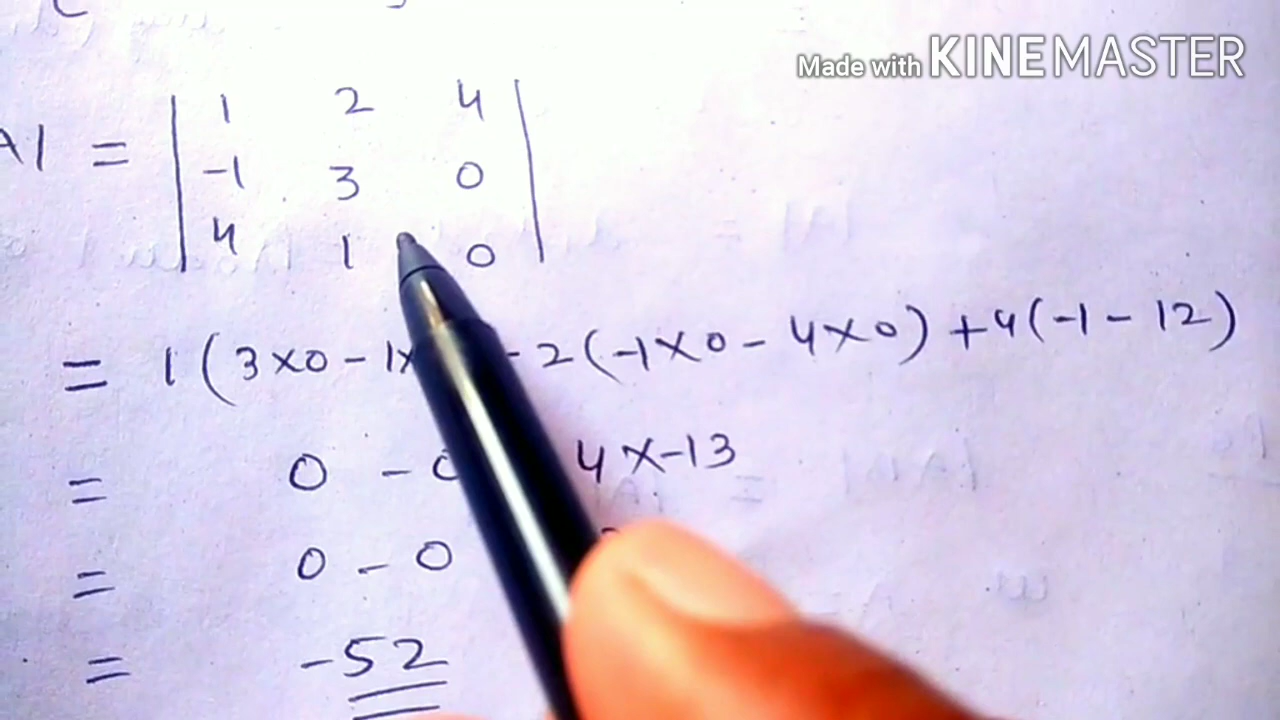 Made with KINEMASTER
A| = | 1 2 4 |
| -1 3 0 |
| 4 1 0 |
= 1 ( 3 × 0 - 1 × - 2 ( -1 × 0 - 4 × 0 ) + 4 ( -1 - 12 )
= 0 - 0 4 × -13
= 0 - 0
= -52